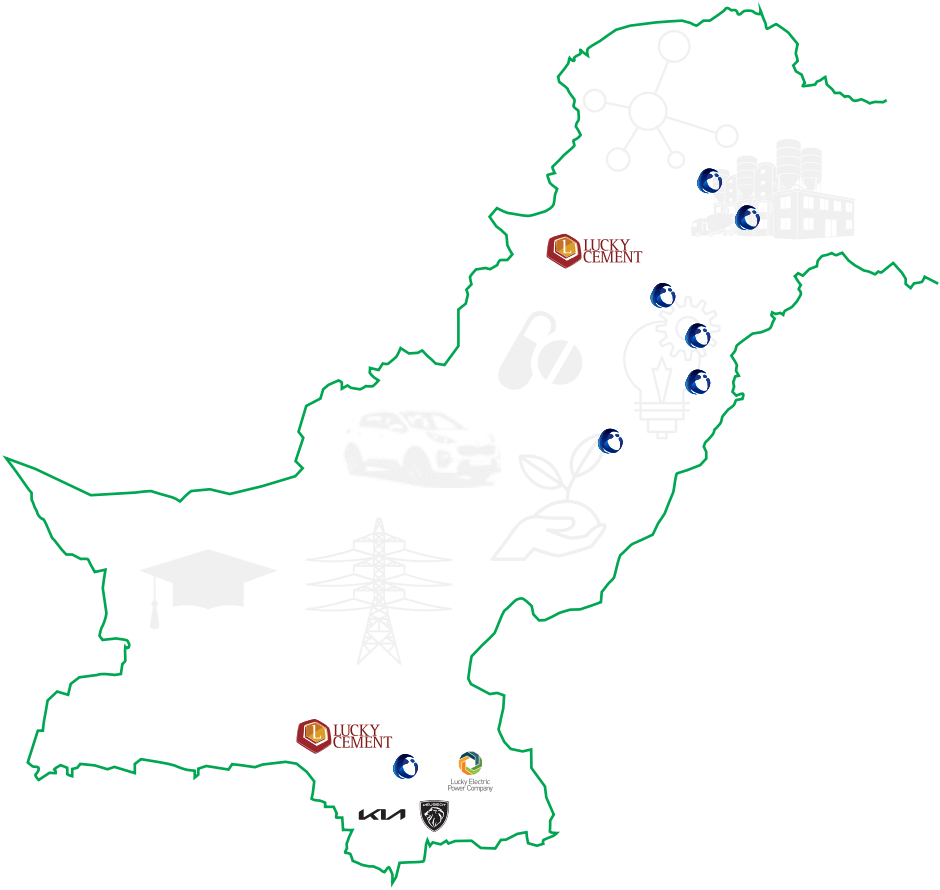 LUCKY
CEMENT
LUCKY
CEMENT
Lucky Electric
Power Company
KIA
PEUGEOT